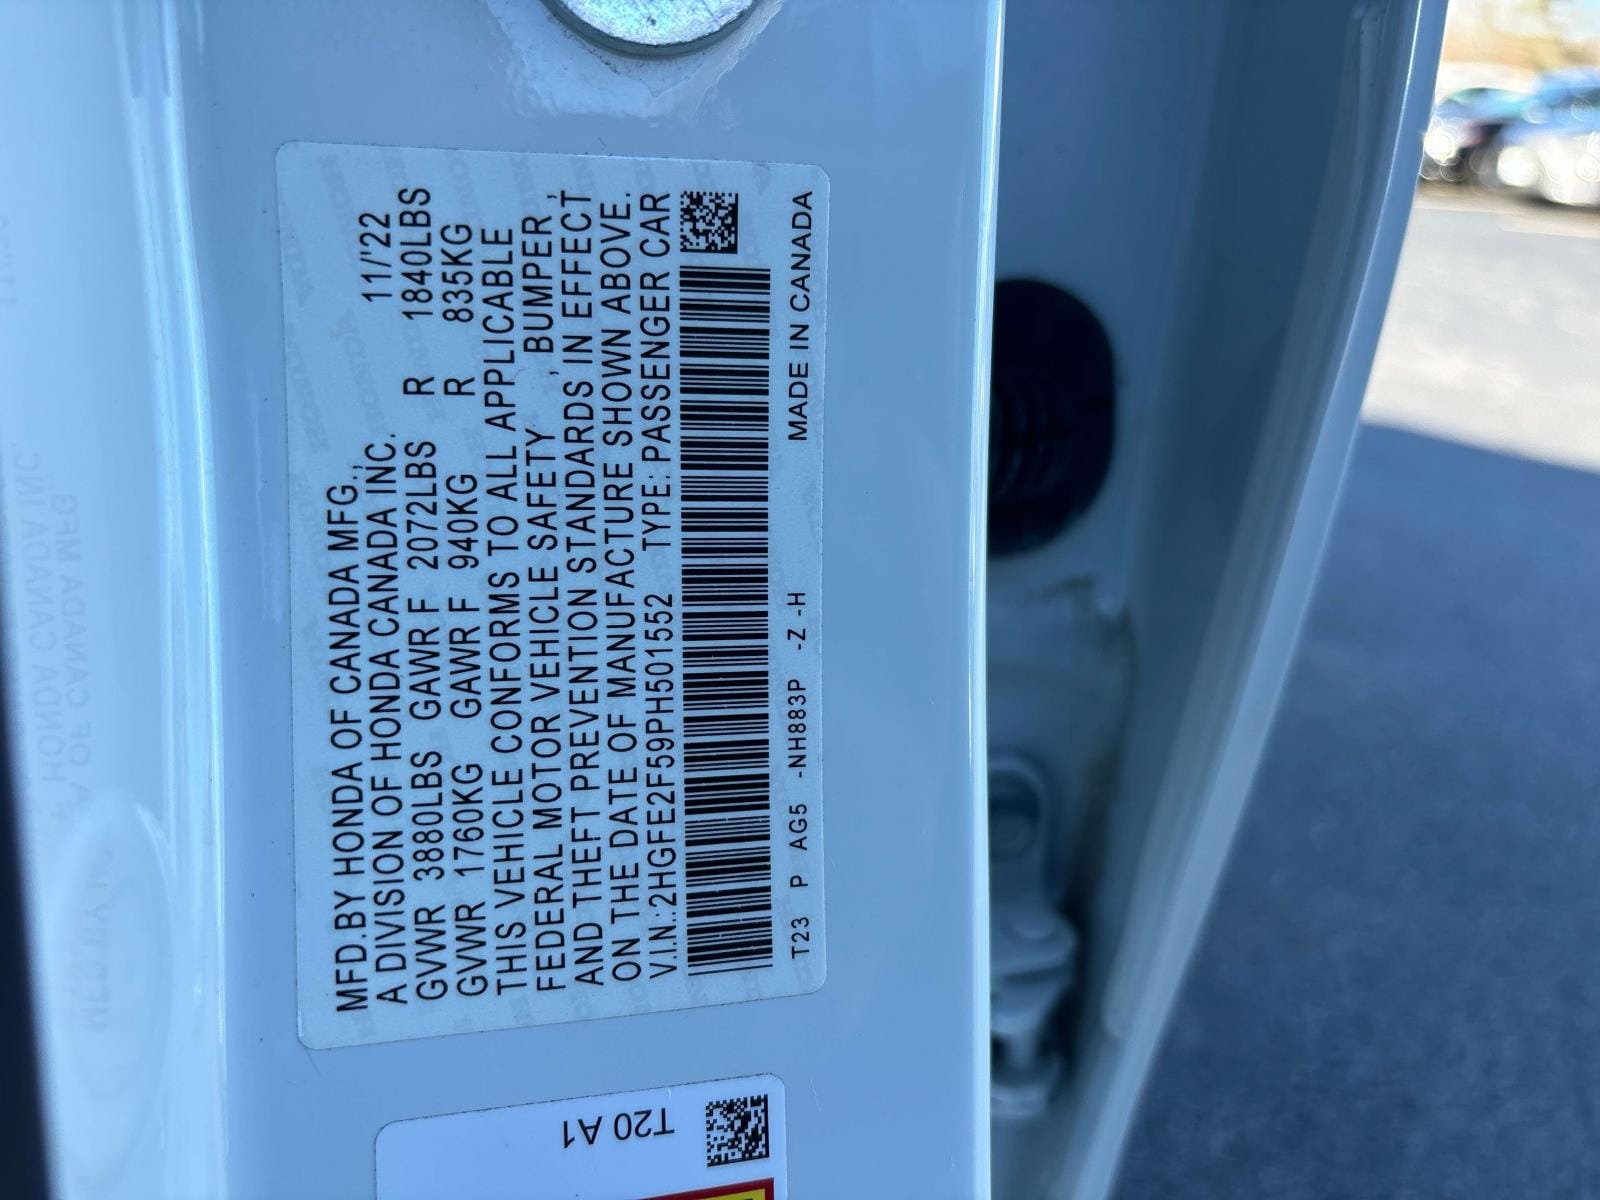 MFD.BY HONDA OF CANADA MFG., 11/'22
A DIVISION OF HONDA CANADA INC.
GVWR 3880LBS GAWR F 2072LBS R 1840LBS
GVWR 1760KG GAWR F 940KG R 835KG
THIS VEHICLE CONFORMS TO ALL APPLICABLE
FEDERAL MOTOR VEHICLE SAFETY , BUMPER ,
AND THEFT PREVENTION STANDARDS IN EFFECT
ON THE DATE OF MANUFACTURE SHOWN ABOVE.
V.I.N.:2HGFE2F59PH501552 TYPE: PASSENGER CAR
T23 P AG5 -NH883P -Z -H MADE IN CANADA
T20 A1